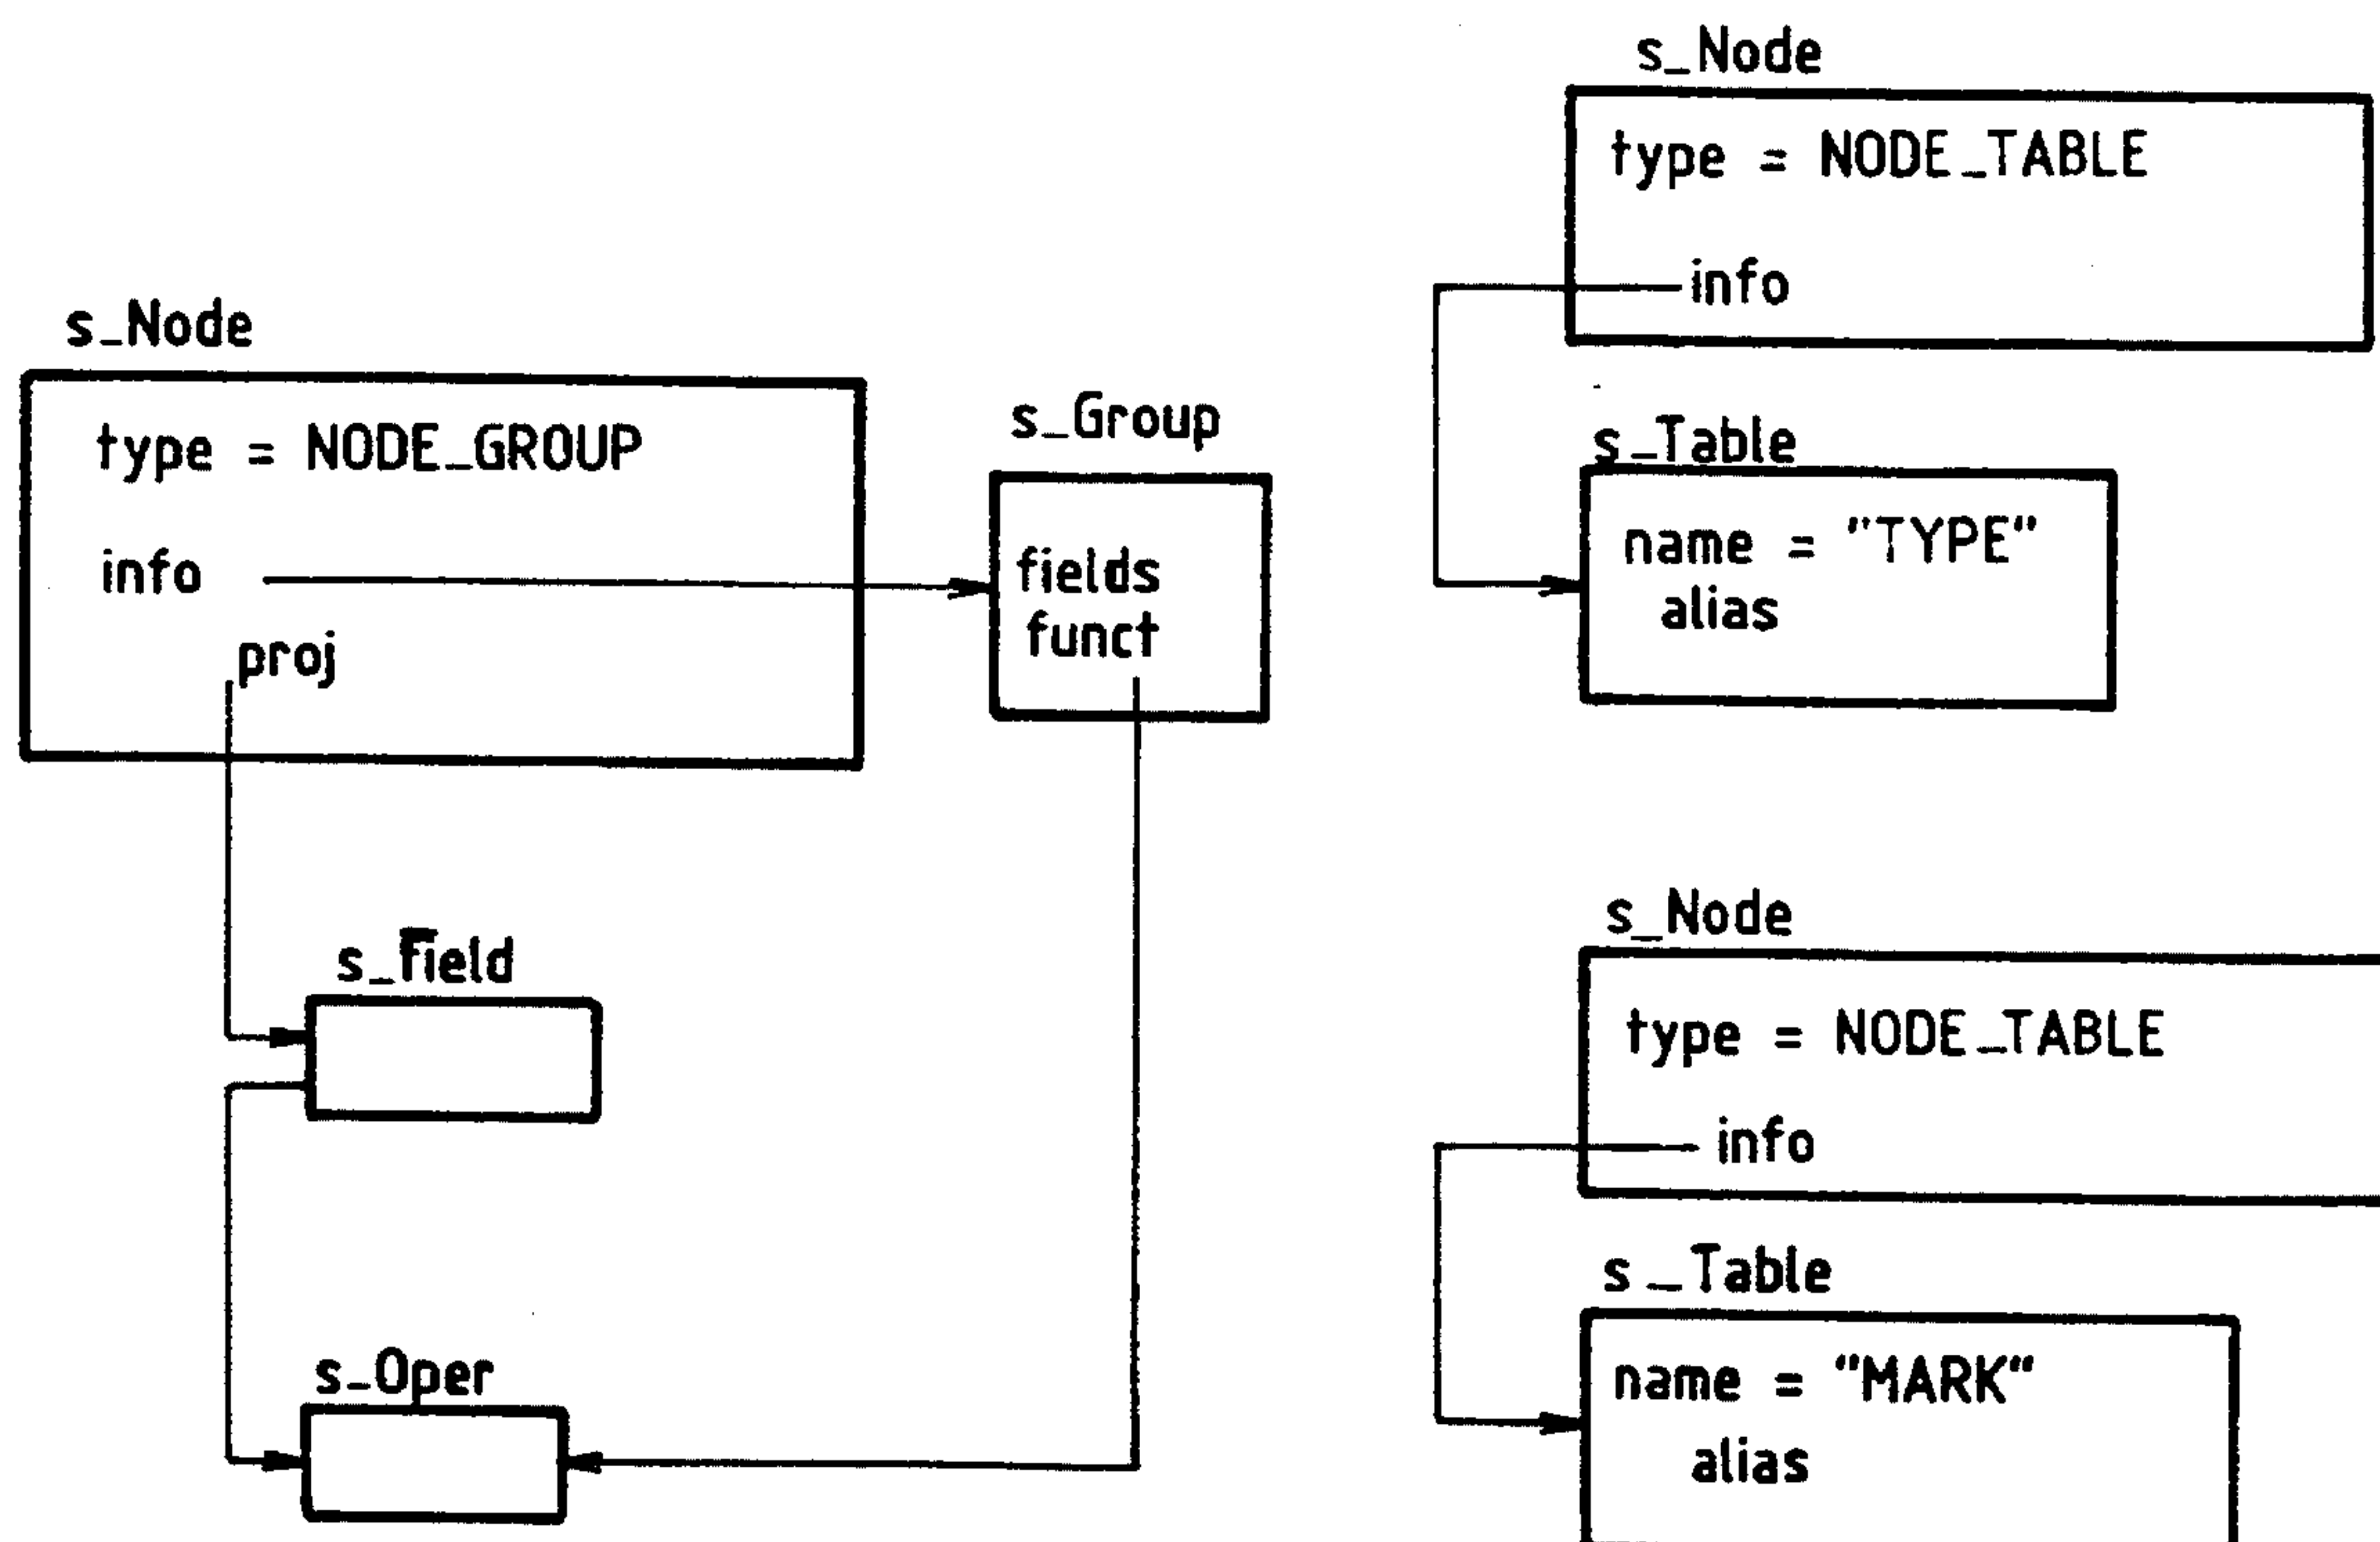 s_Node
type = NODE_GROUP
info
proj
s_Group
fields
funct
s_Field
s_Oper
s_Node
type = NODE_TABLE
info
s_Table
name = "TYPE"
alias
s_Node
type = NODE_TABLE
info
s_Table
name = "MARK"
alias